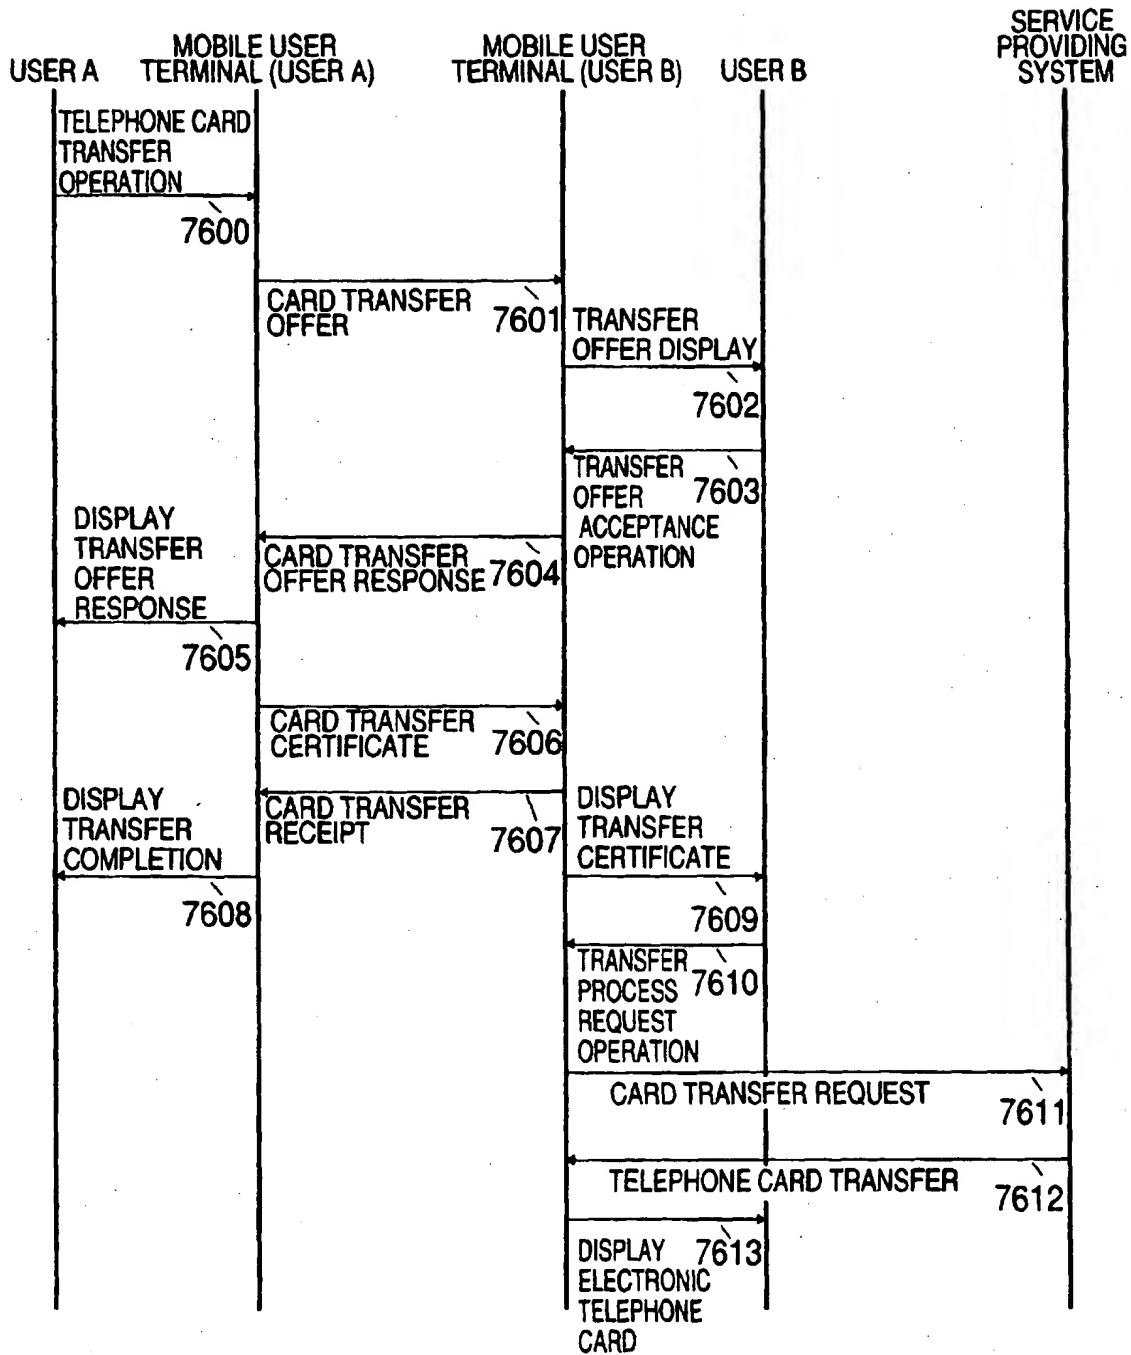 USER A
MOBILE USER
TERMINAL (USER A)
MOBILE USER
TERMINAL (USER B)
USER B
SERVICE
PROVIDING
SYSTEM
TELEPHONE CARD
TRANSFER
OPERATION
7600
CARD TRANSFER
OFFER
7601
TRANSFER
OFFER DISPLAY
7602
TRANSFER
OFFER
ACCEPTANCE
OPERATION
7603
CARD TRANSFER
OFFER RESPONSE
7604
DISPLAY
TRANSFER
OFFER
RESPONSE
7605
CARD TRANSFER
CERTIFICATE
7606
CARD TRANSFER
RECEIPT
7607
DISPLAY
TRANSFER
COMPLETION
7608
DISPLAY
TRANSFER
CERTIFICATE
7609
TRANSFER
PROCESS
REQUEST
OPERATION
7610
CARD TRANSFER REQUEST
7611
TELEPHONE CARD TRANSFER
7612
DISPLAY
ELECTRONIC
TELEPHONE
CARD
7613